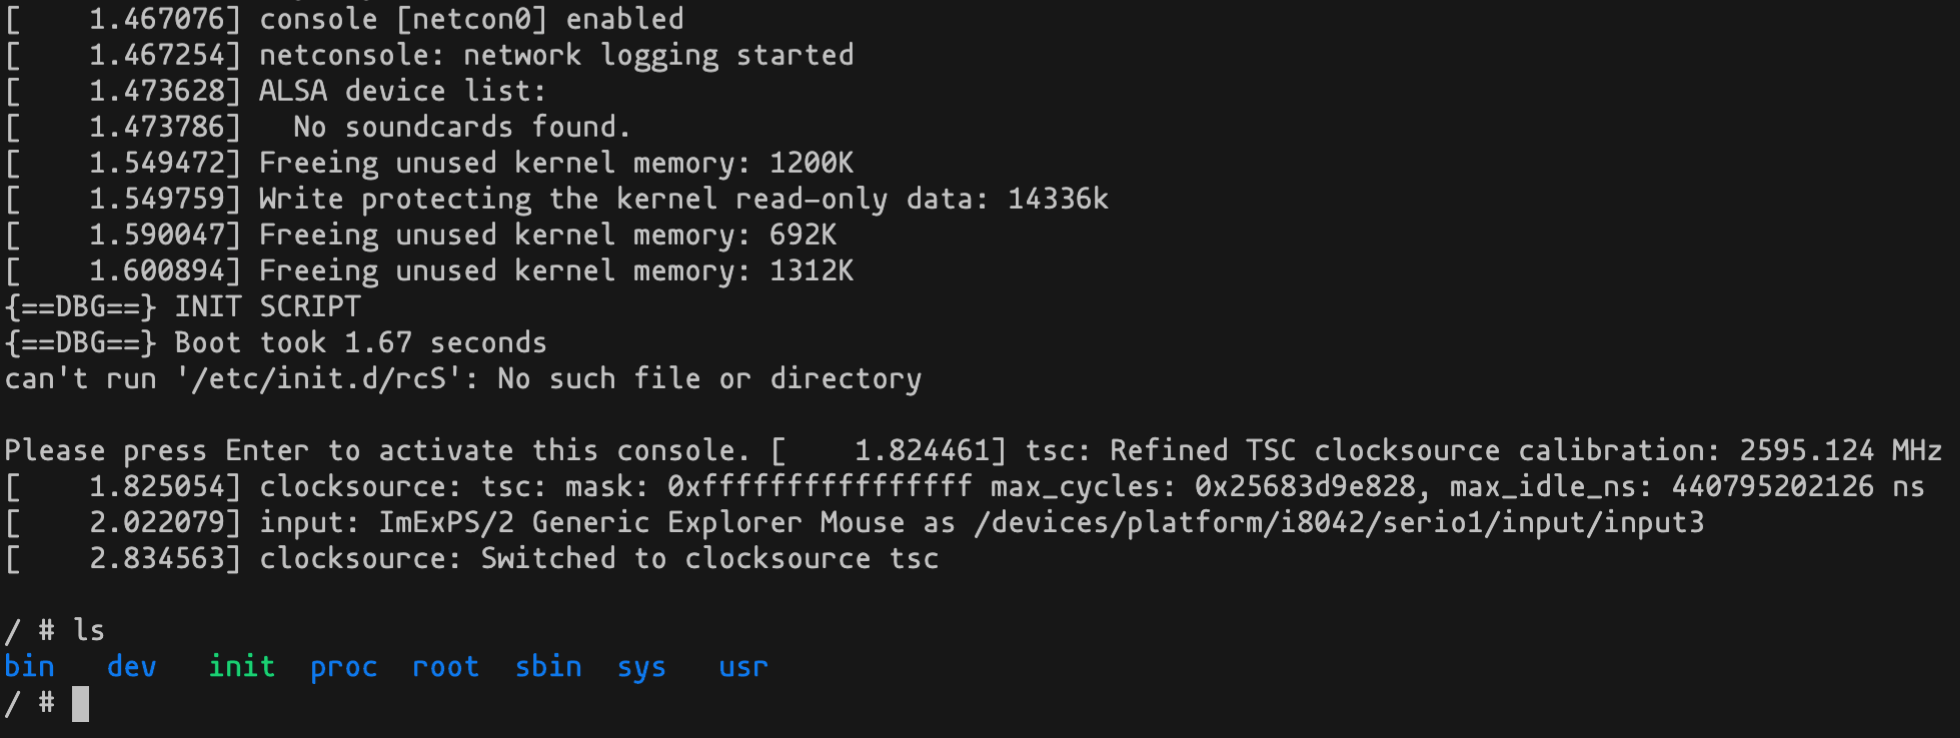 [    1.467076] console [netcon0] enabled
[    1.467254] netconsole: network logging started
[    1.473628] ALSA device list:
[    1.473786]   No soundcards found.
[    1.549472] Freeing unused kernel memory: 1200K
[    1.549759] Write protecting the kernel read-only data: 14336k
[    1.590047] Freeing unused kernel memory: 692K
[    1.600894] Freeing unused kernel memory: 1312K
{==DBG==} INIT SCRIPT
{==DBG==} Boot took 1.67 seconds
can't run '/etc/init.d/rcS': No such file or directory

Please press Enter to activate this console. [    1.824461] tsc: Refined TSC clocksource calibration: 2595.124 MHz
[    1.825054] clocksource: tsc: mask: 0xffffffffffffffff max_cycles: 0x25683d9e828, max_idle_ns: 440795202126 ns
[    2.022079] input: ImExPS/2 Generic Explorer Mouse as /devices/platform/i8042/serio1/input/input3
[    2.834563] clocksource: Switched to clocksource tsc

/ # ls
bin   dev   init  proc  root  sbin  sys   usr
/ #